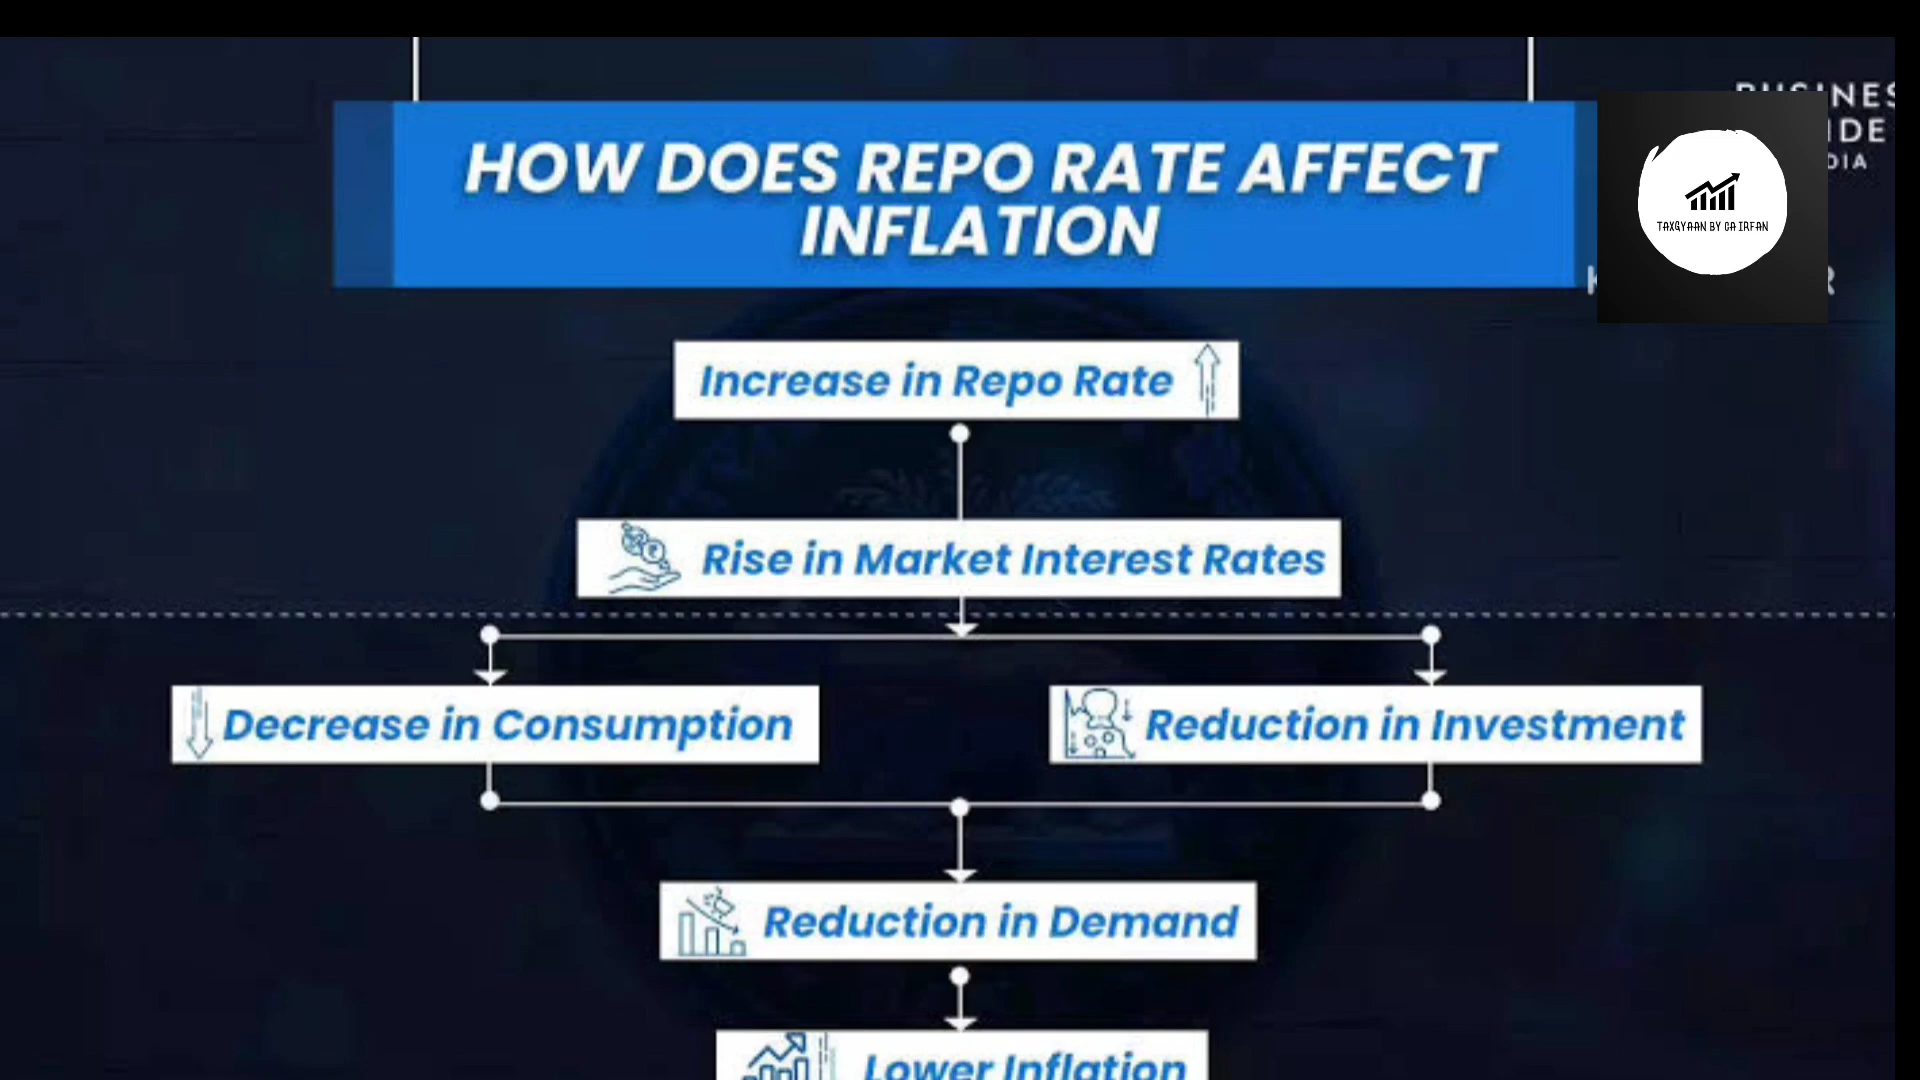 HOW DOES REPO RATE AFFECT
INFLATION
TAXGYAAN BY CA IRFAN
Increase in Repo Rate
Rise in Market Interest Rates
Decrease in Consumption
Reduction in Investment
Reduction in Demand
Lower Inflation